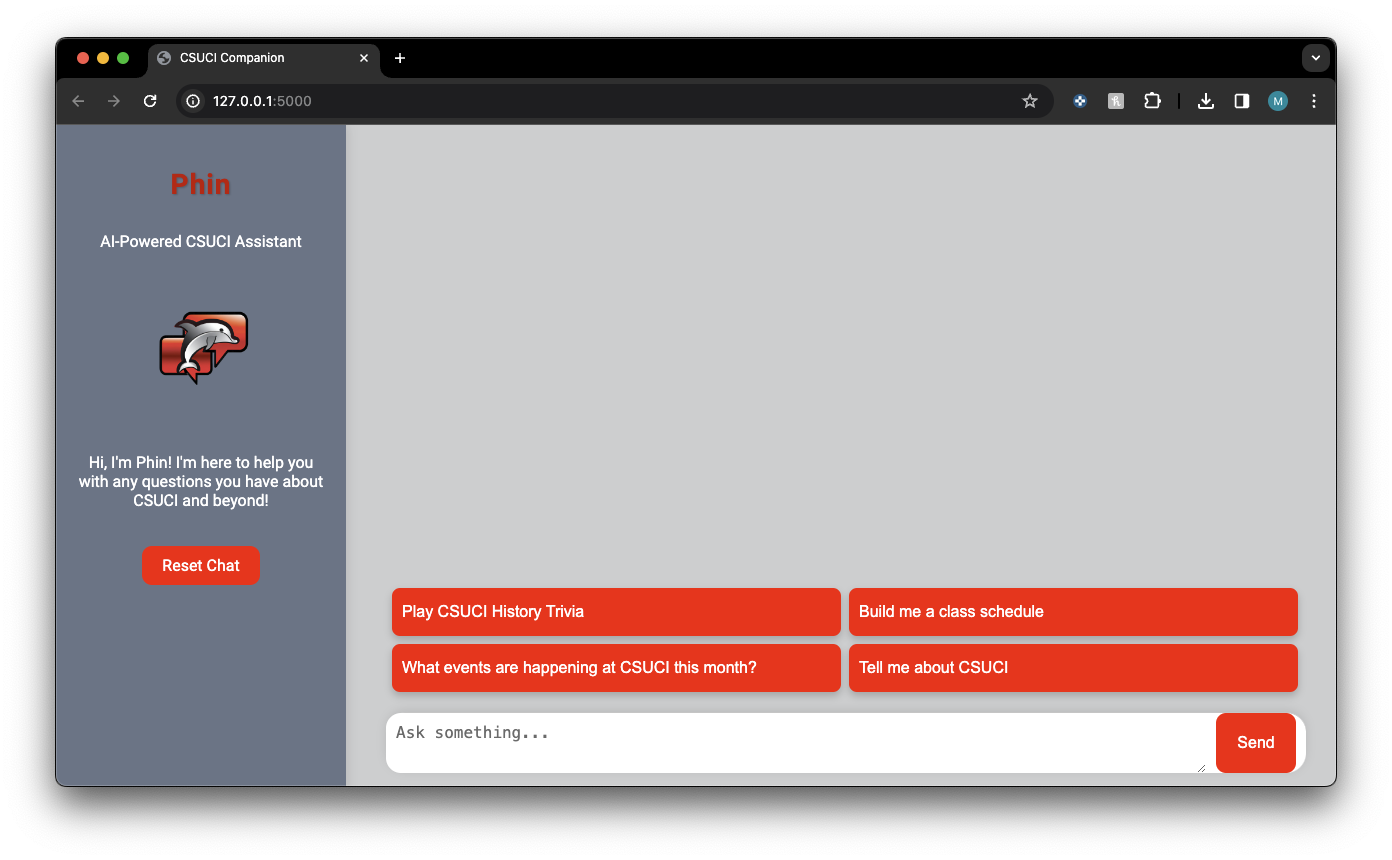 CSUCI Companion
127.0.0.1:5000
M
Phin
AI-Powered CSUCI Assistant
Hi, I'm Phin! I'm here to help you
with any questions you have about
CSUCI and beyond!
Reset Chat
Play CSUCI History Trivia
Build me a class schedule
What events are happening at CSUCI this month?
Tell me about CSUCI
Ask something...
Send